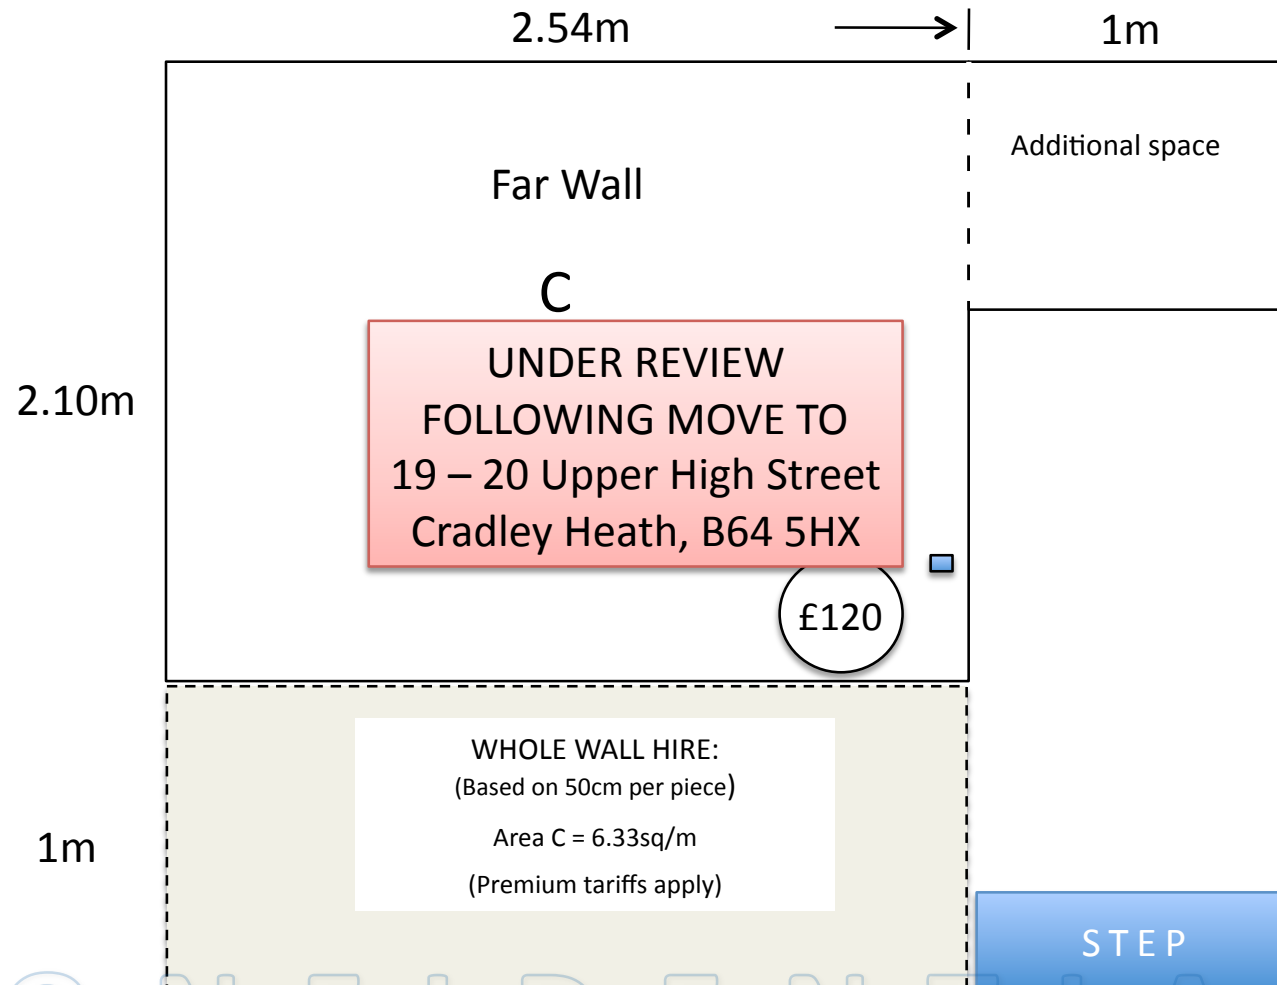 2.54m
1m
Additional space
Far Wall
C
UNDER REVIEW
FOLLOWING MOVE TO
19 – 20 Upper High Street
Cradley Heath, B64 5HX
2.10m
£120
WHOLE WALL HIRE:
(Based on 50cm per piece)
Area C = 6.33sq/m
(Premium tariffs apply)
1m
STEP